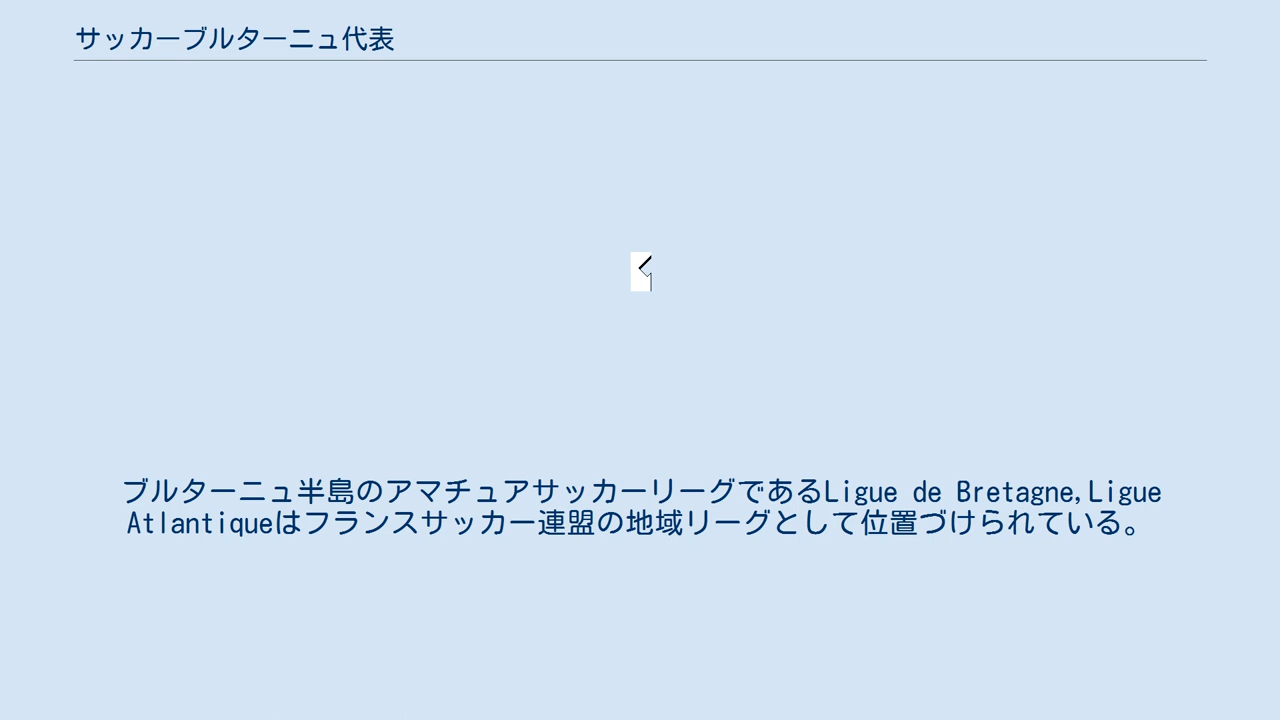 サッカーブルターニュ代表
ブルターニュ半島のアマチュアサッカーリーグであるLigue de Bretagne,Ligue
Atlantiqueはフランスサッカー連盟の地域リーグとして位置づけられている。